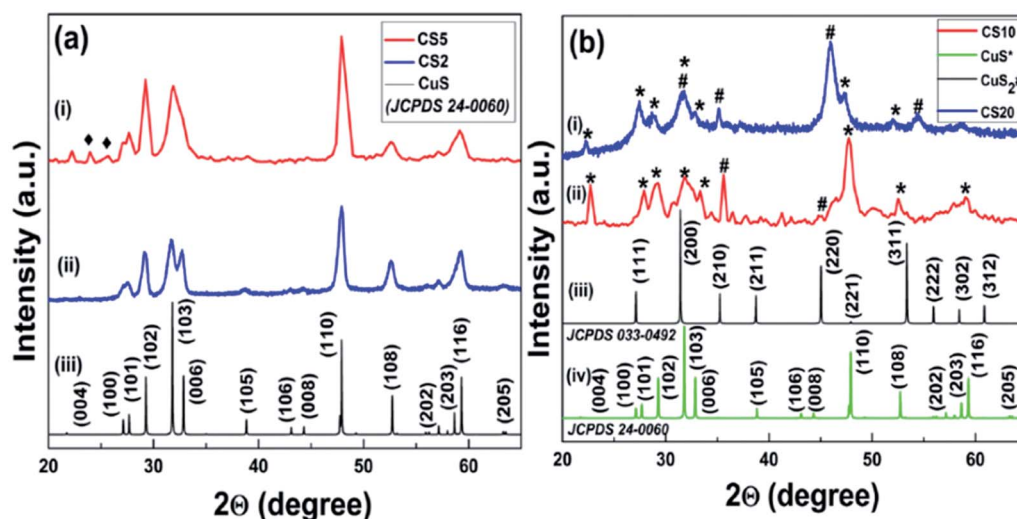 (a)
CS5
CS2
CuS
(JCPDS 24-0060)
(i)
(ii)
(iii)
(004)
(100)
(101)
(102)
(103)
(006)
(105)
(106)
(008)
(110)
(108)
(202)
(203)
(116)
(205)
Intensity (a.u.)
20 30 40 50 60
2Θ (degree)
(b)
CS10
CuS*
CuS2
CS20
(i)
* * * * # * # # * * #
(ii)
* * * * * # # * * *
(iii)
(111)
(200)
(210)
(211)
(220)
(221)
(311)
(222)
(302)
(312)
JCPDS 033-0492
(iv)
(004)
(100)
(101)
(102)
(103)
(006)
(105)
(106)
(008)
(110)
(108)
(202)
(203)
(116)
(205)
JCPDS 24-0060
Intensity (a.u.)
20 30 40 50 60
2Θ (degree)